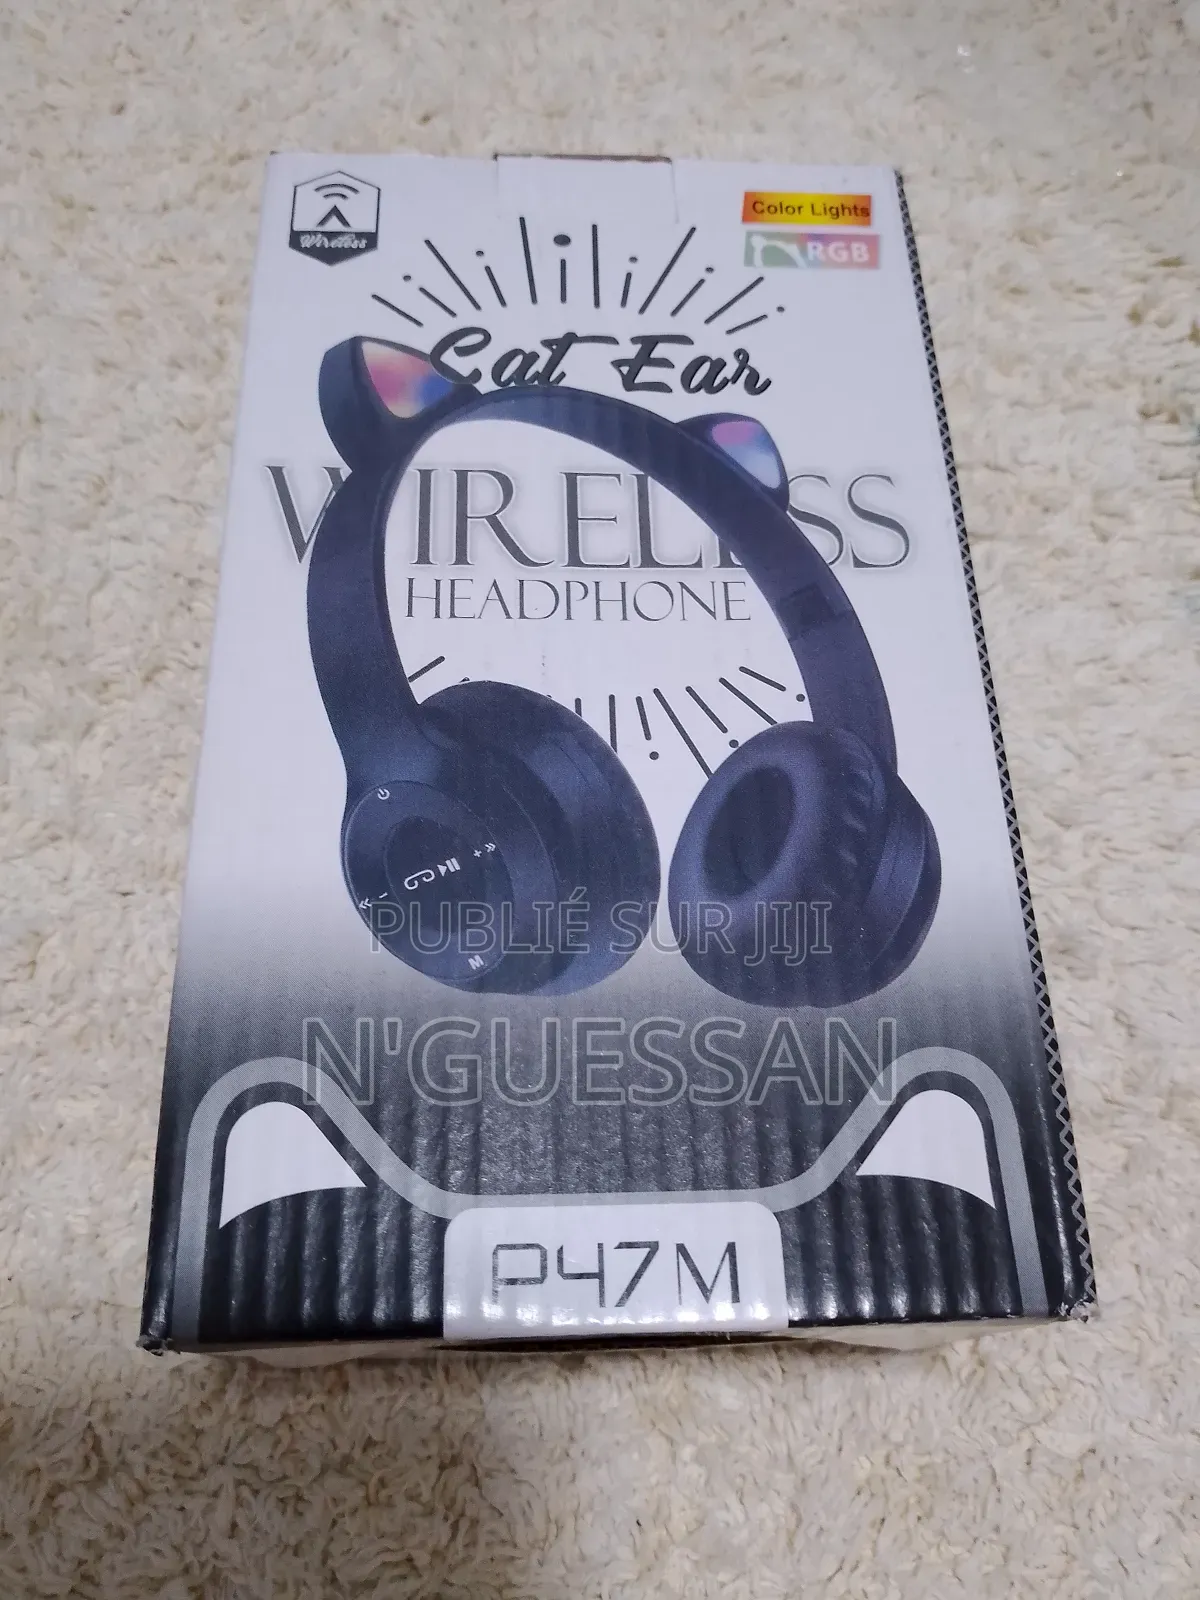 Wireless
Color Lights
RGB
Cat Ear
WIRELESS
HEADPHONE
M
PUBLIÉ SUR JIJI
N'GUESSAN
P47M